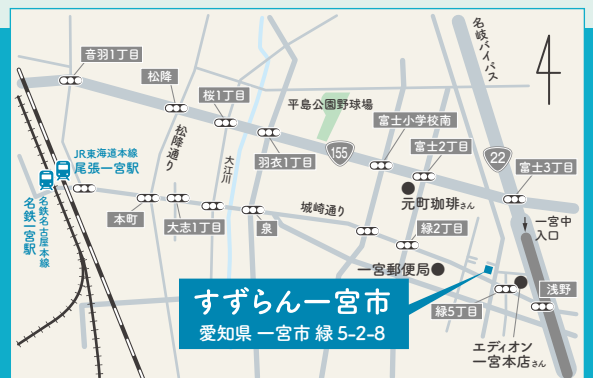 音羽1丁目
松降
桜1丁目
平島公園野球場
名岐バイパス
4
富士小学校南
富士2丁目
松降通り
大江川
羽衣1丁目
155
22
富士3丁目
JR東海道本線
尾張一宮駅
名鉄名古屋本線
名鉄一宮駅
本町
大志1丁目
泉
城崎通り
元町珈琲さん
緑2丁目
一宮中
入口
一宮郵便局
すずらん一宮市
愛知県 一宮市 緑 5-2-8
緑5丁目
浅野
エディオン
一宮本店さん